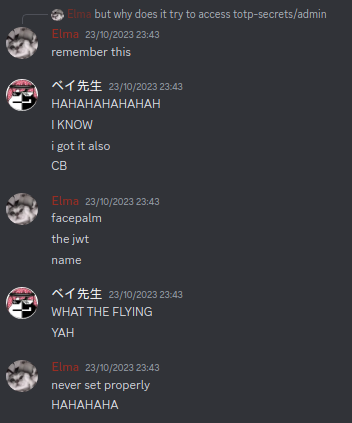 Elma but why does it try to access totp-secrets/admin
Elma 23/10/2023 23:43
remember this
ベイ先生 23/10/2023 23:43
HAHAHAHAHAHAH
I KNOW
i got it also
CB
Elma 23/10/2023 23:43
facepalm
the jwt
name
ベイ先生 23/10/2023 23:43
WHAT THE FLYING
YAH
Elma 23/10/2023 23:43
never set properly
HAHAHAHA